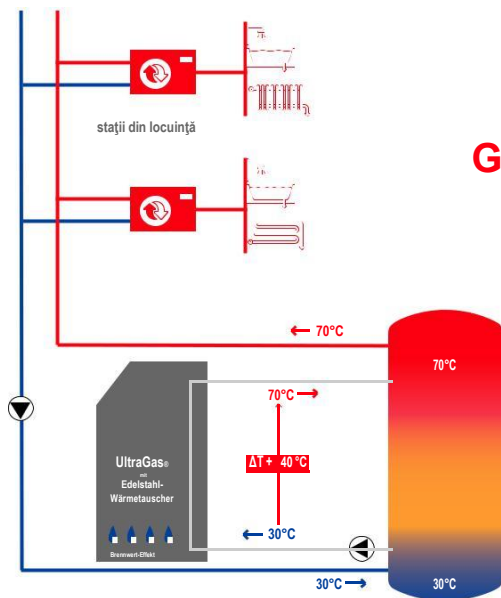 staţii din locuinţă
G
← 70°C
70°C
70°C →
UltraGas®
mit
Edelstahl-
Wärmetauscher
ΔT + 40 °C
← 30°C
Brennwert-Effekt
30°C →
30°C